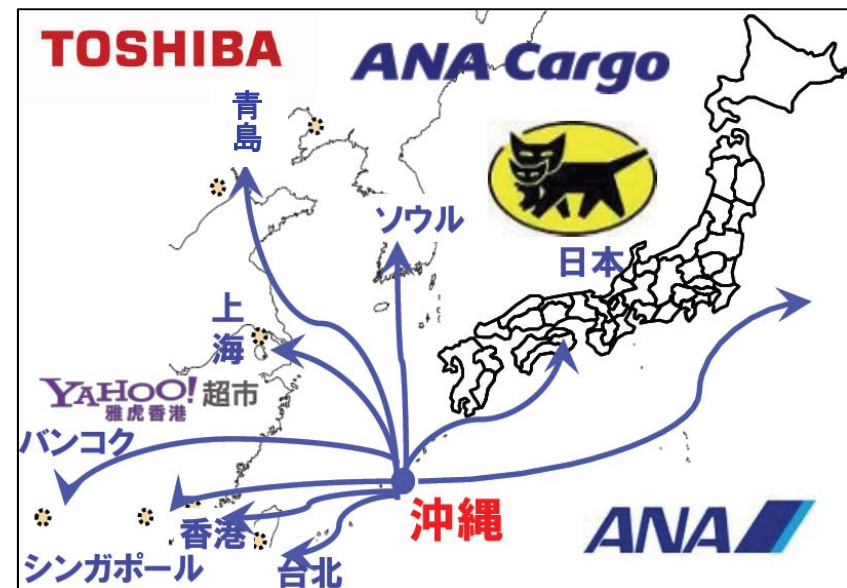 TOSHIBA
ANA Cargo
青島
ソウル
日本
上海
YAHOO! 超市
雅虎香港
バンコク
沖縄
香港
シンガポール
台北
ANA